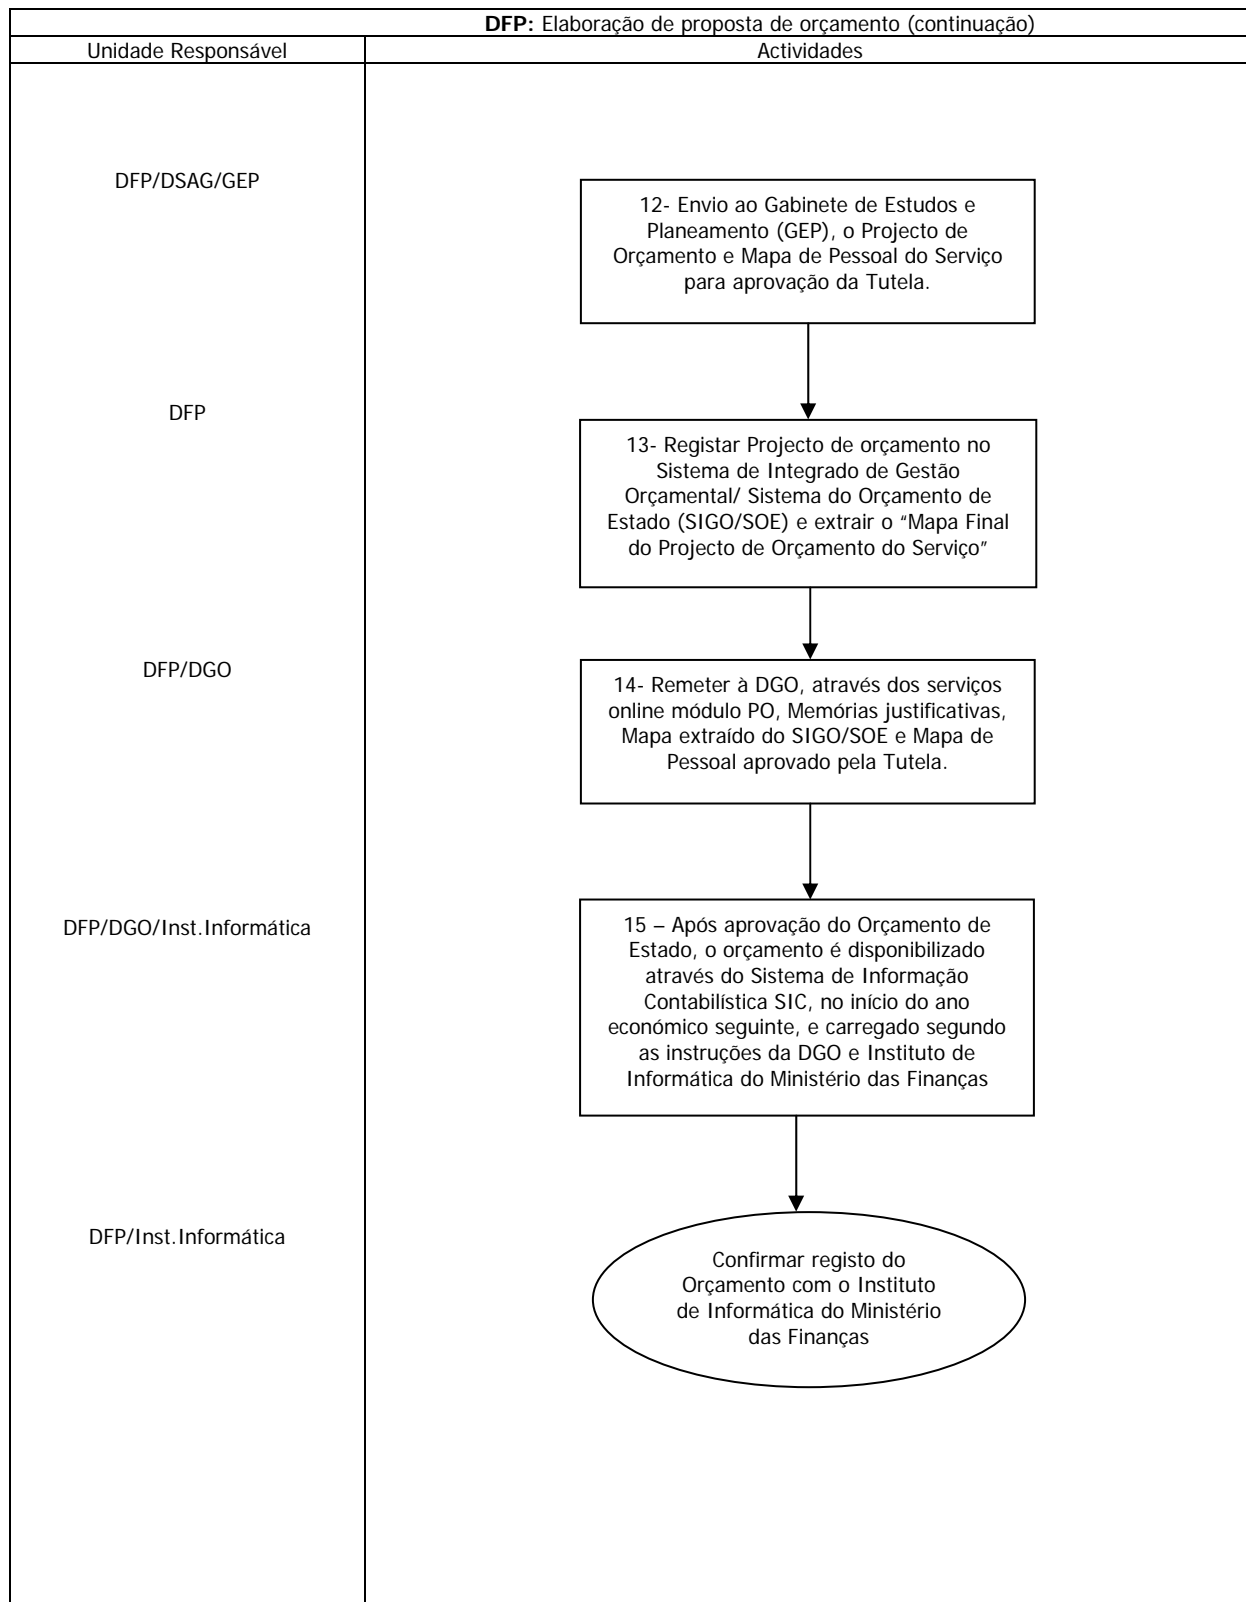 DFP: Elaboração de proposta de orçamento (continuação)
Unidade Responsável
Actividades
DFP/DSAG/GEP
12- Envio ao Gabinete de Estudos e
Planeamento (GEP), o Projecto de
Orçamento e Mapa de Pessoal do Serviço
para aprovação da Tutela.
DFP
13- Registar Projecto de orçamento no
Sistema de Integrado de Gestão
Orçamental/ Sistema do Orçamento de
Estado (SIGO/SOE) e extrair o “Mapa Final
do Projecto de Orçamento do Serviço”
DFP/DGO
14- Remeter à DGO, através dos serviços
online módulo PO, Memórias justificativas,
Mapa extraído do SIGO/SOE e Mapa de
Pessoal aprovado pela Tutela.
DFP/DGO/Inst.Informática
15 – Após aprovação do Orçamento de
Estado, o orçamento é disponibilizado
através do Sistema de Informação
Contabilística SIC, no início do ano
económico seguinte, e carregado segundo
as instruções da DGO e Instituto de
Informática do Ministério das Finanças
DFP/Inst.Informática
Confirmar registo do
Orçamento com o Instituto
de Informática do Ministério
das Finanças